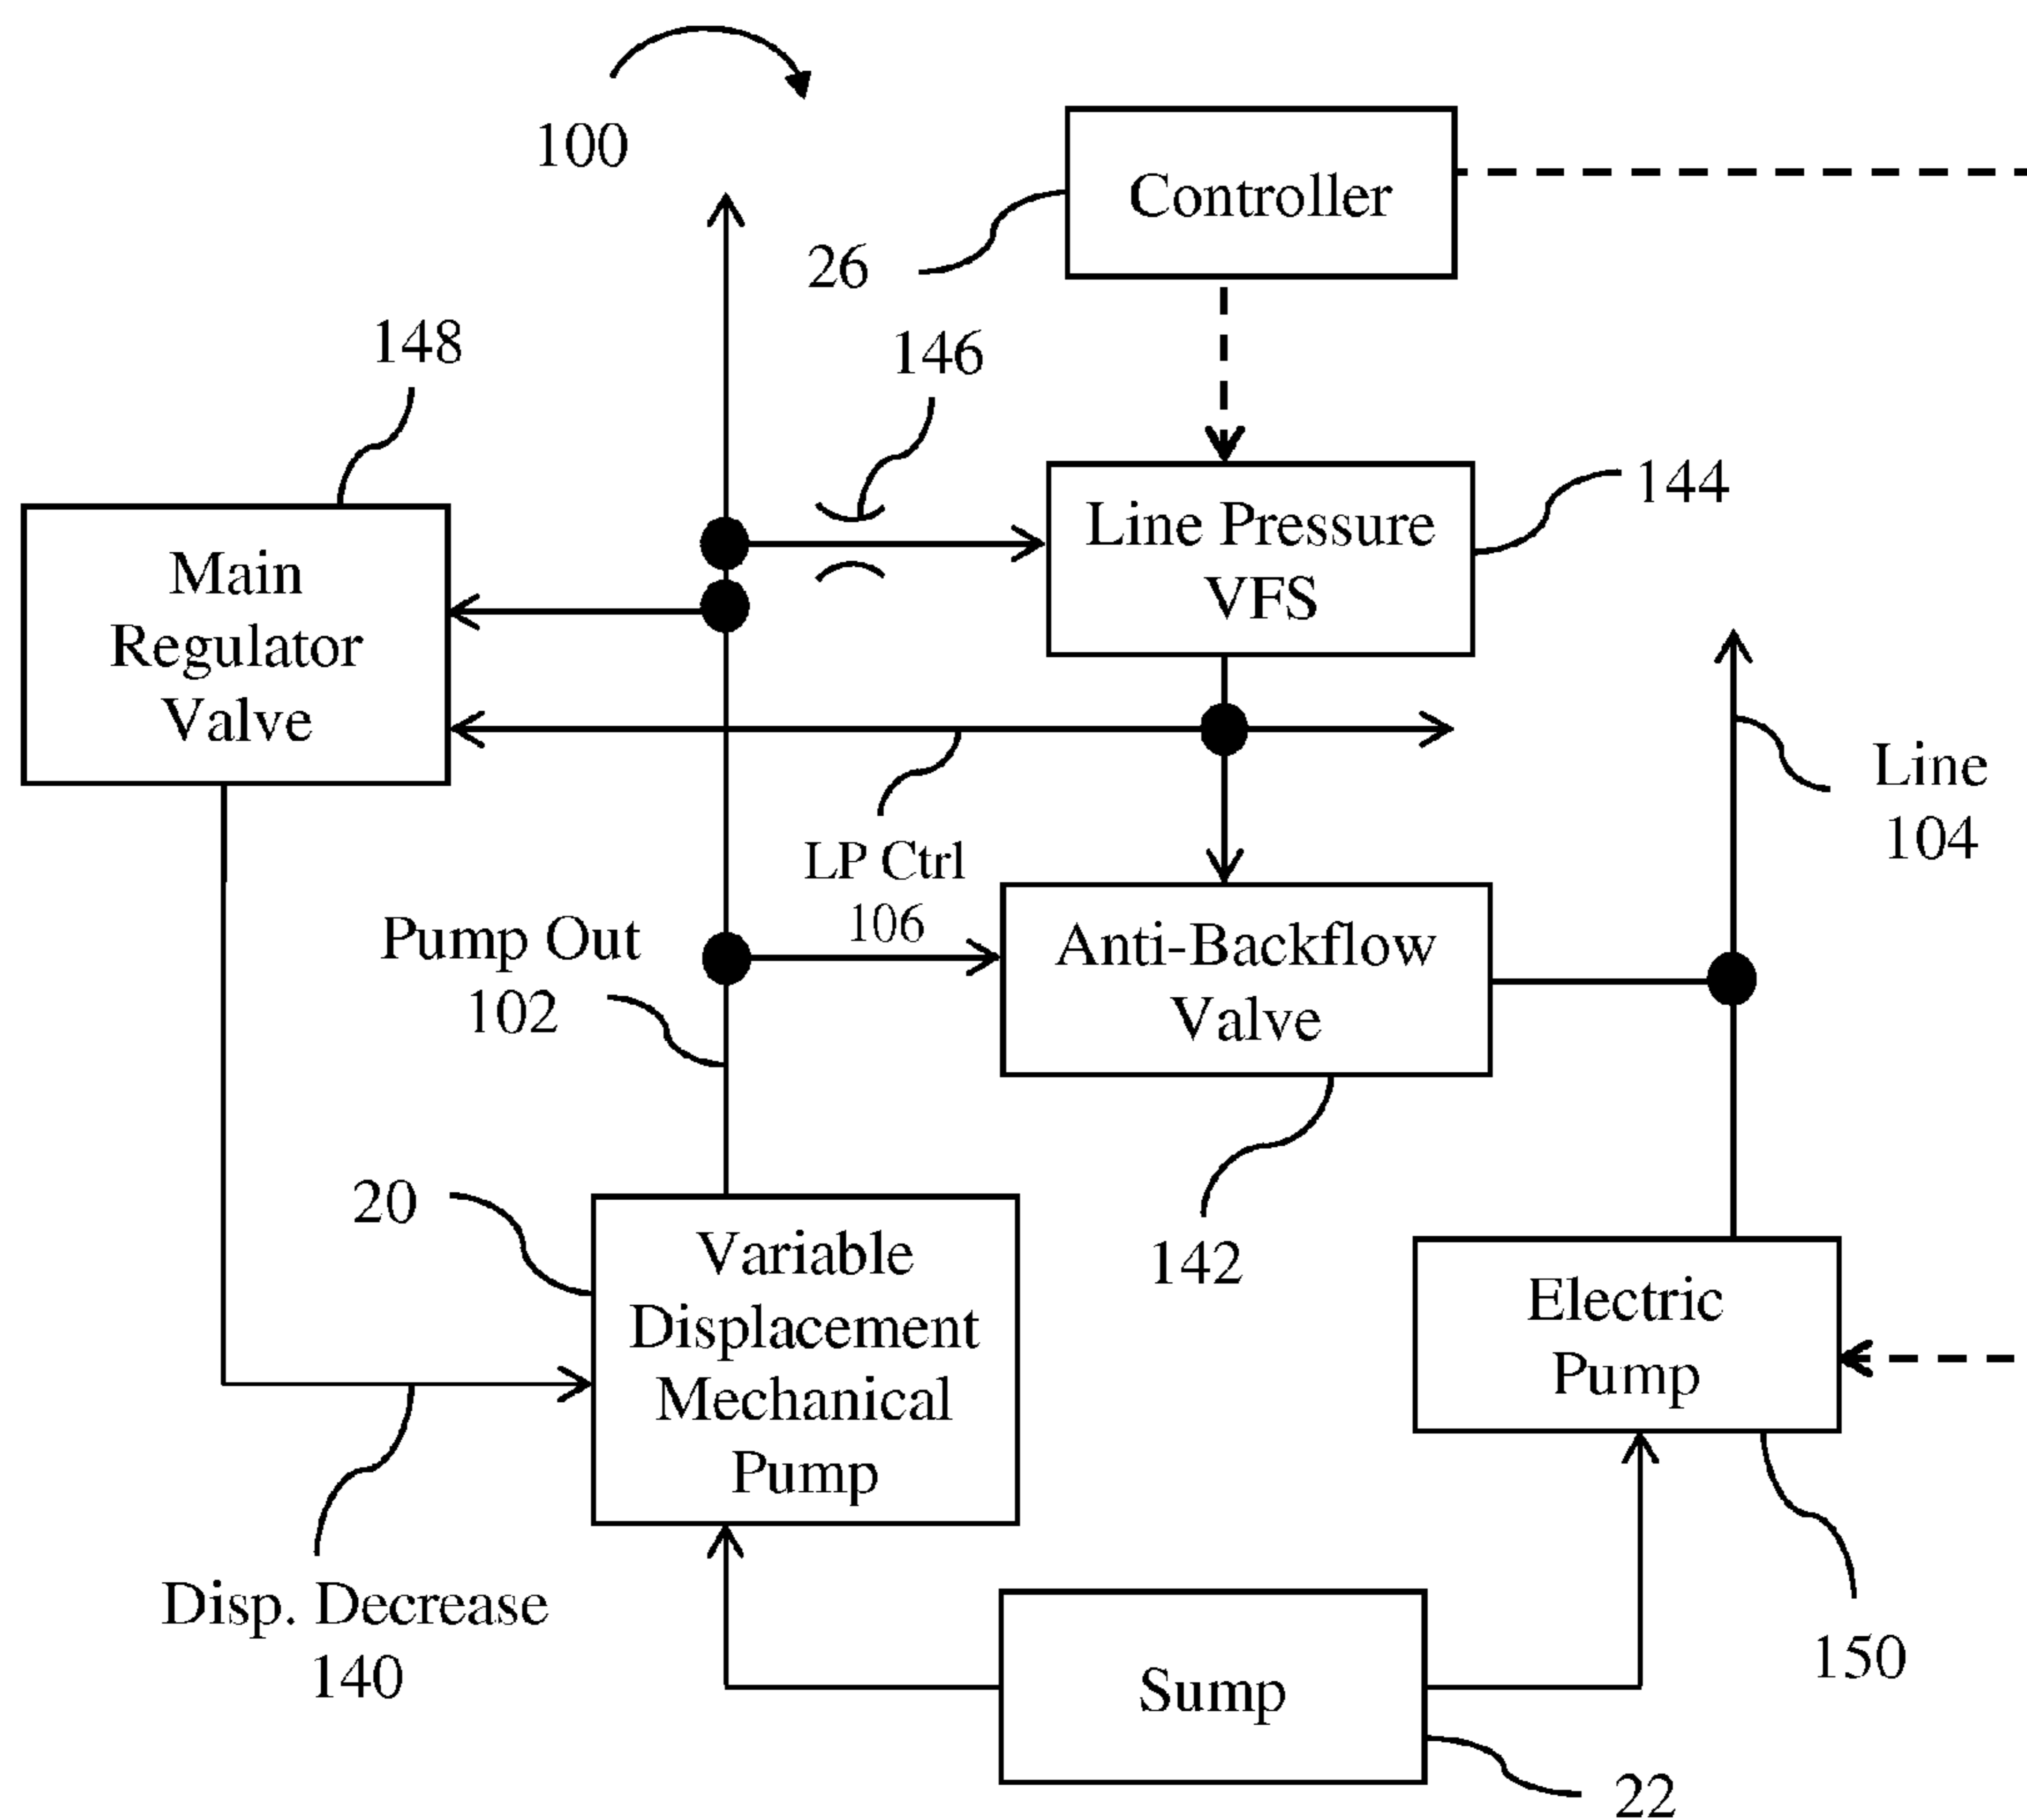 100
Controller
26
148
146
144
Line Pressure
VFS
Main
Regulator
Valve
Line
104
LP Ctrl
106
Pump Out
102
Anti-Backflow
Valve
20
142
Variable
Displacement
Mechanical
Pump
Electric
Pump
Disp. Decrease
140
150
Sump
22